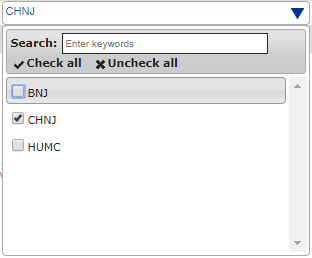 CHNJ
Search: Enter keywords
Check all Uncheck all
BNJ
CHNJ
HUMC